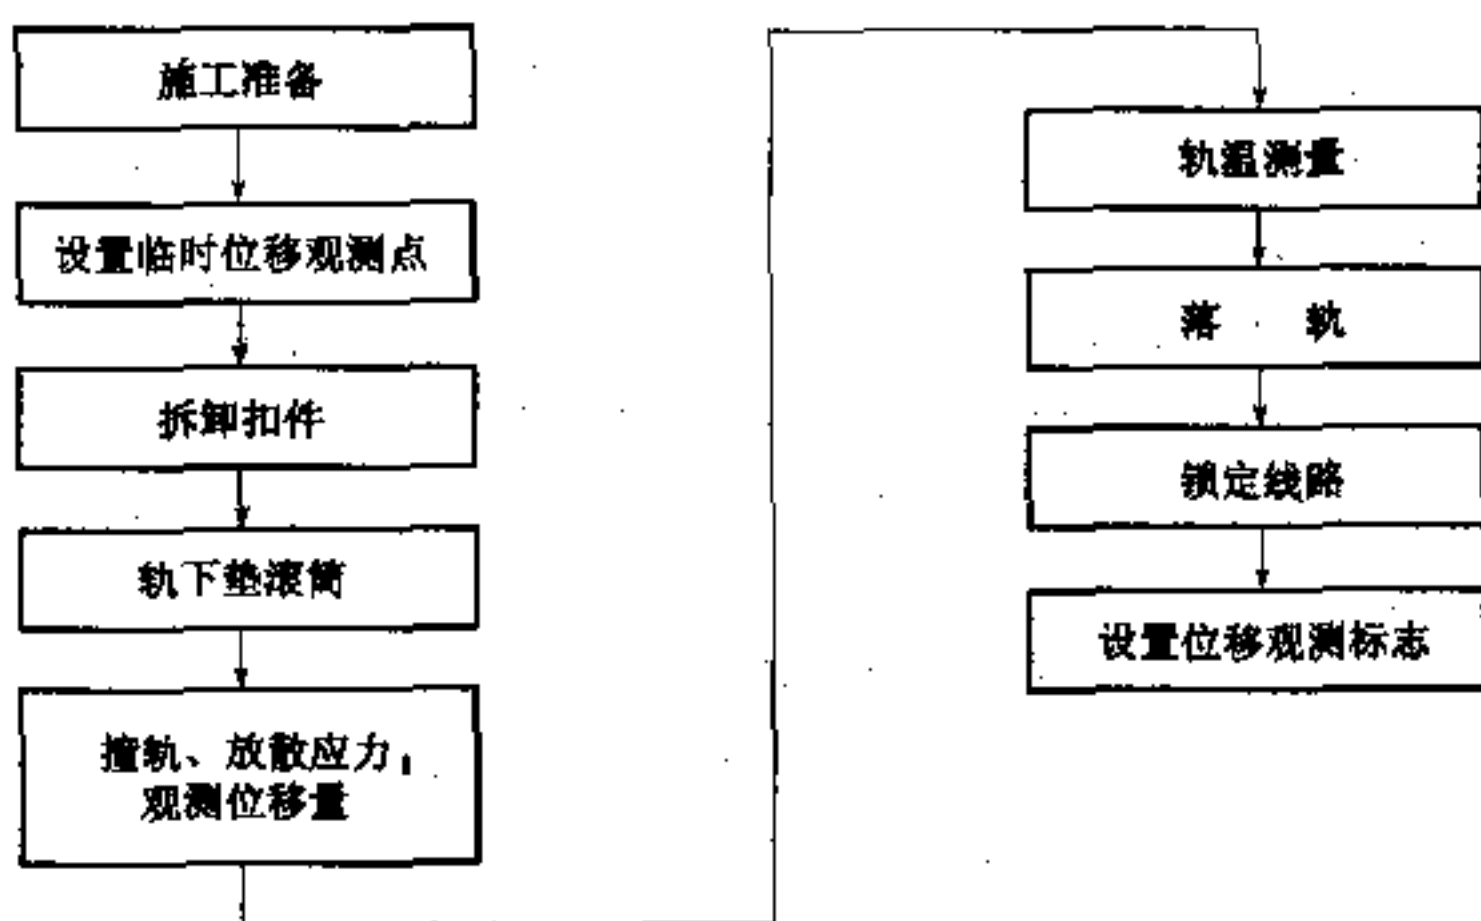 施工准备
设置临时位移观测点
拆卸扣件
轨下垫滚筒
撞轨、放散应力,
观测位移量
轨温测量
落 轨
锁定线路
设置位移观测标志